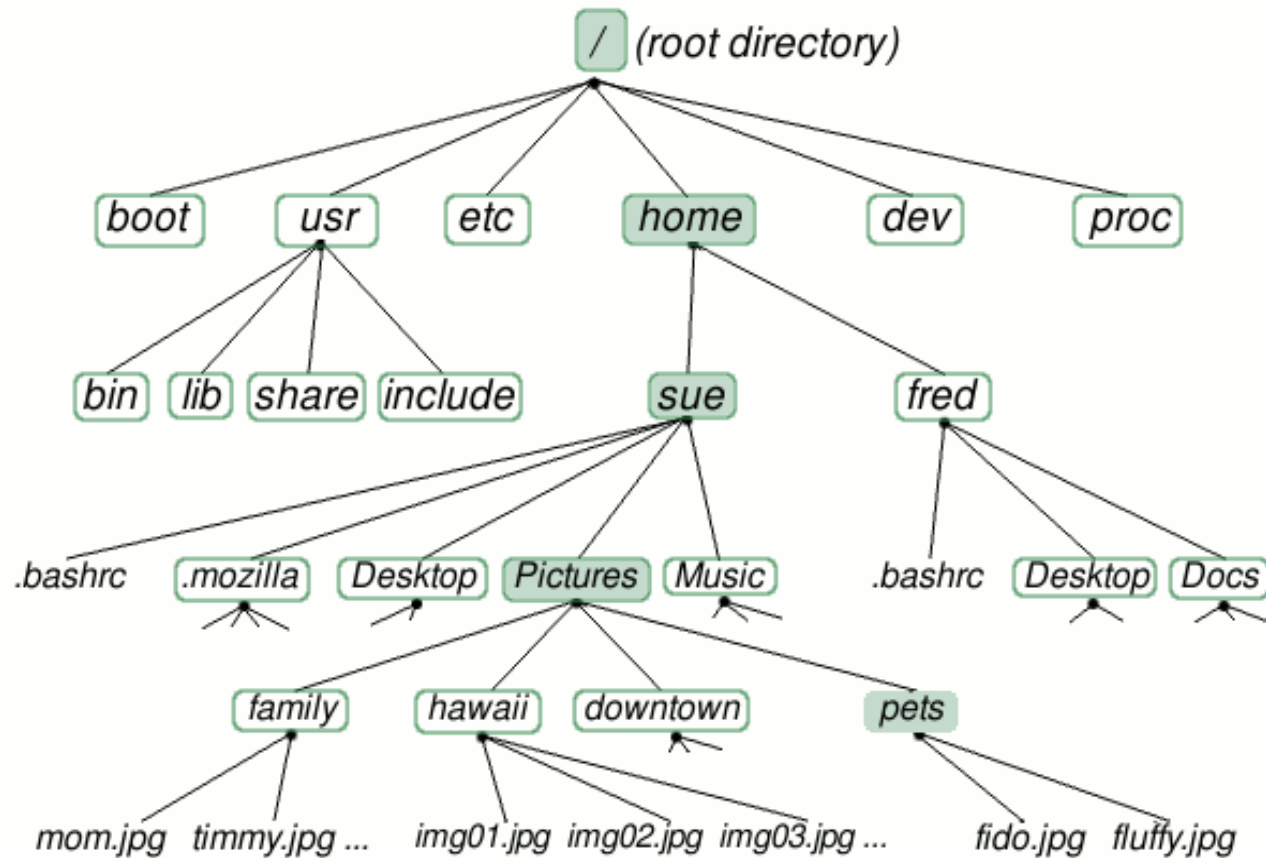 / (root directory)
boot usr etc home dev proc
bin lib share include sue fred
.bashrc .mozilla Desktop Pictures Music .bashrc Desktop Docs
family hawaii downtown pets
mom.jpg timmy.jpg ... img01.jpg img02.jpg img03.jpg ... fido.jpg fluffy.jpg